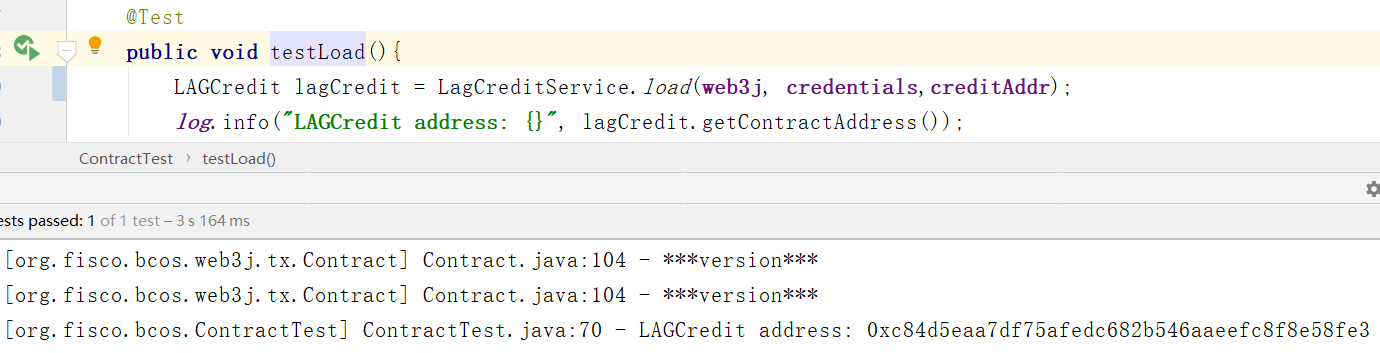 @Test
public void testLoad(){
LAGCredit lagCredit = LagCreditService.load(web3j, credentials,creditAddr);
log.info("LAGCredit address: {}", lagCredit.getContractAddress());
ContractTest › testLoad()
ests passed: 1 of 1 test – 3 s 164 ms
[org.fisco.bcos.web3j.tx.Contract] Contract.java:104 - ***version***
[org.fisco.bcos.web3j.tx.Contract] Contract.java:104 - ***version***
[org.fisco.bcos.ContractTest] ContractTest.java:70 - LAGCredit address: 0xc84d5eaa7df75afedc682b546aaeefc8f8e58fe3